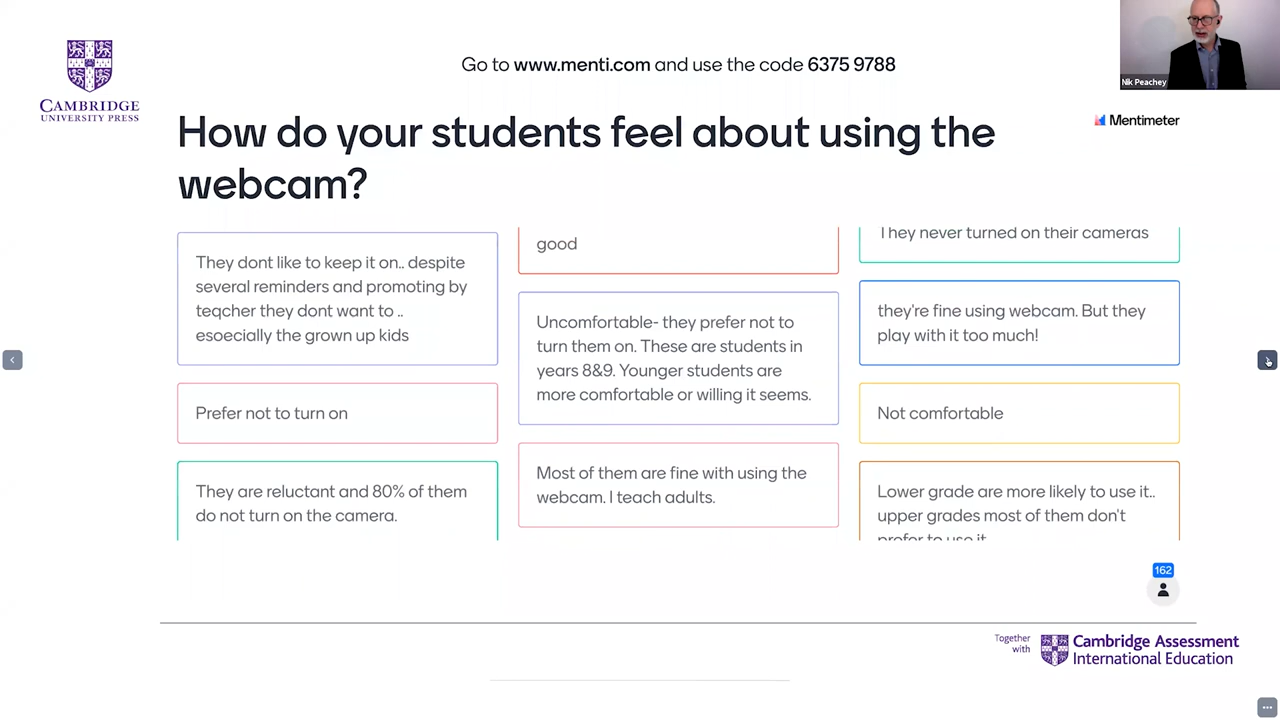 Go to www.menti.com and use the code 6375 9788
Nik Peachey
CAMBRIDGE
UNIVERSITY PRESS
Mentimeter
How do your students feel about using the
webcam?
They dont like to keep it on.. despite
several reminders and promoting by
teqcher they dont want to ..
esoecially the grown up kids
Prefer not to turn on
They are reluctant and 80% of them
do not turn on the camera.
good
Uncomfortable- they prefer not to
turn them on. These are students in
years 8&9. Younger students are
more comfortable or willing it seems.
Most of them are fine with using the
webcam. I teach adults.
They never turned on their cameras
they're fine using webcam. But they
play with it too much!
Not comfortable
Lower grade are more likely to use it..
upper grades most of them don't
prefer to use it
162
Together
with
Cambridge Assessment
International Education